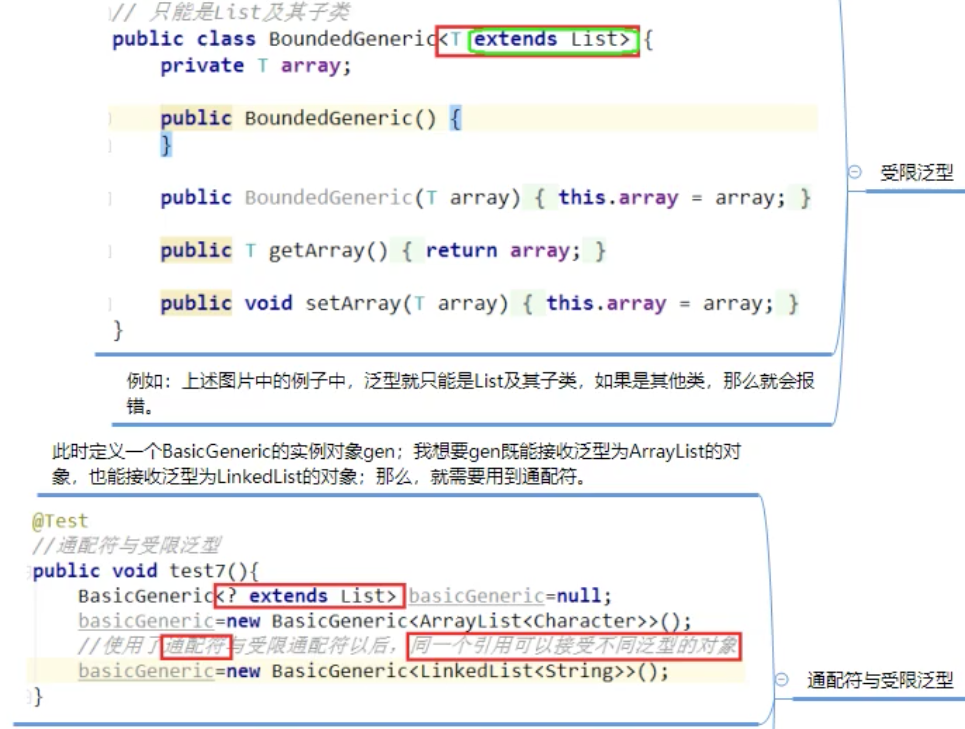 // 只能是List及其子类
public class BoundedGeneric<T extends List> {
private T array;
public BoundedGeneric() {
}
public BoundedGeneric(T array) { this.array = array; }
public T getArray() { return array; }
public void setArray(T array) { this.array = array; }
}
受限泛型
例如：上述图片中的例子中，泛型就只能是List及其子类，如果是其他类，那么就会报
错。
此时定义一个BasicGeneric的实例对象gen；我想要gen既能接收泛型为ArrayList的对
象，也能接收泛型为LinkedList的对象；那么，就需要用到通配符。
@Test
//通配符与受限泛型
public void test7(){
BasicGeneric<? extends List> basicGeneric=null;
basicGeneric=new BasicGeneric<ArrayList<Character>>();
//使用了通配符与受限通配符以后，同一个引用可以接受不同泛型的对象
basicGeneric=new BasicGeneric<LinkedList<String>>();
}
通配符与受限泛型